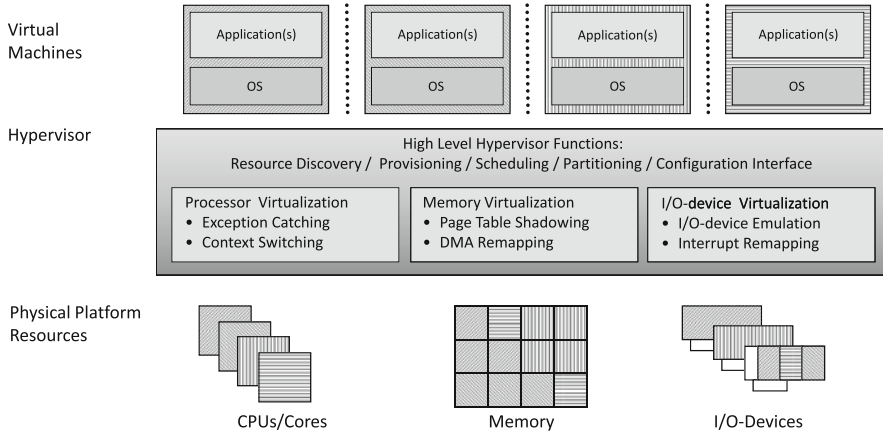 Virtual
Machines
Application(s)
OS
Application(s)
OS
Application(s)
OS
Application(s)
OS
Hypervisor
High Level Hypervisor Functions:
Resource Discovery / Provisioning / Scheduling / Partitioning / Configuration Interface
Processor Virtualization
• Exception Catching
• Context Switching
Memory Virtualization
• Page Table Shadowing
• DMA Remapping
I/O-device Virtualization
• I/O-device Emulation
• Interrupt Remapping
Physical Platform
Resources
CPUs/Cores
Memory
I/O-Devices